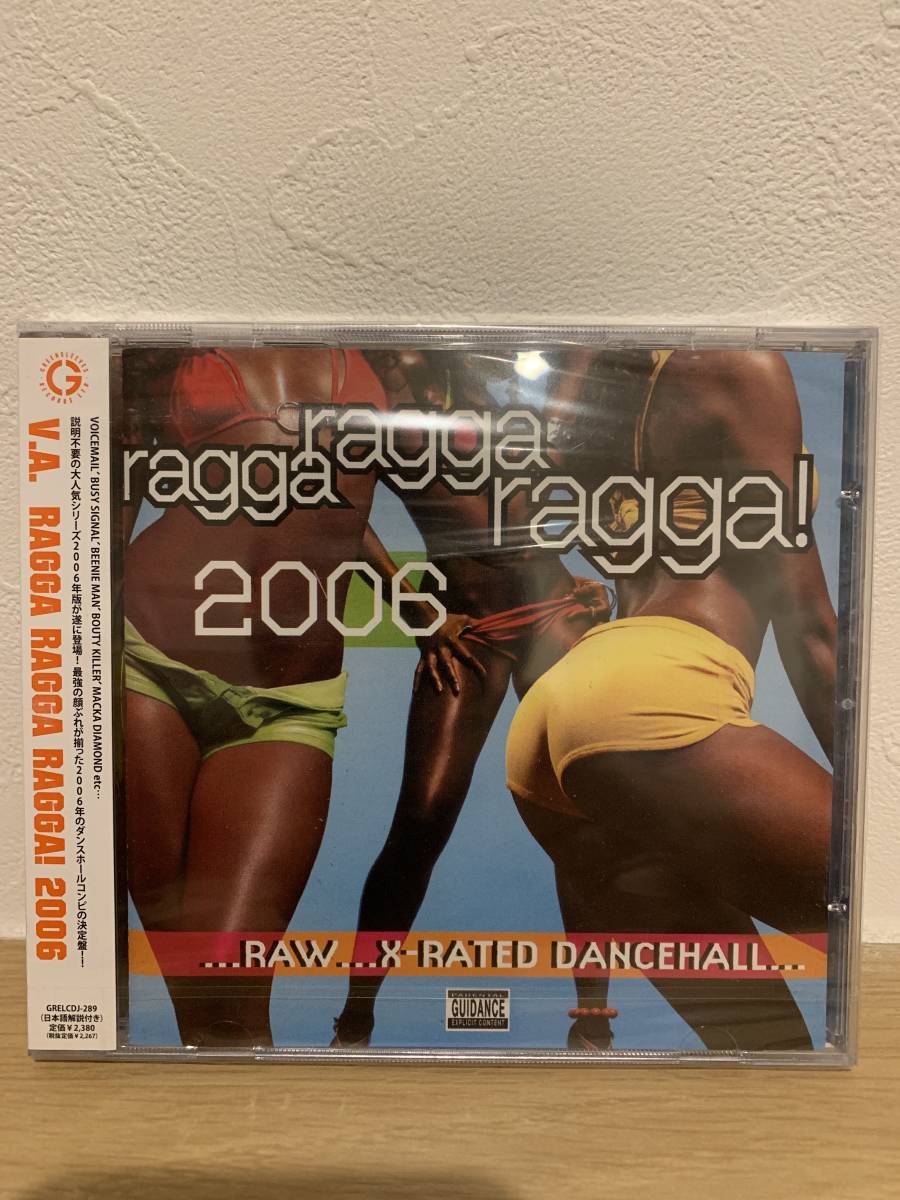 GREENSLEEVES
RECORDS LTD
G
V.A. RAGGA RAGGA RAGGA! 2006
VOICEMAIL´BUSY SIGNAL´BEENIE MAN´BOUTY KILLER´MACKA DIAMOND etc…
説明不要の大人気シリーズ2006年版が遂に登場！最強の顔ぶれが揃った2006年のダンスホールコンピの決定盤！！
GRELCDJ-289
(日本語解説付き)
定価￥2,380
(税抜定価￥2,267)
ragga
ragga
ragga!
2006
....RAW....X-RATED DANCEHALL....
PARENTAL
GUIDANCE
EXPLICIT CONTENT